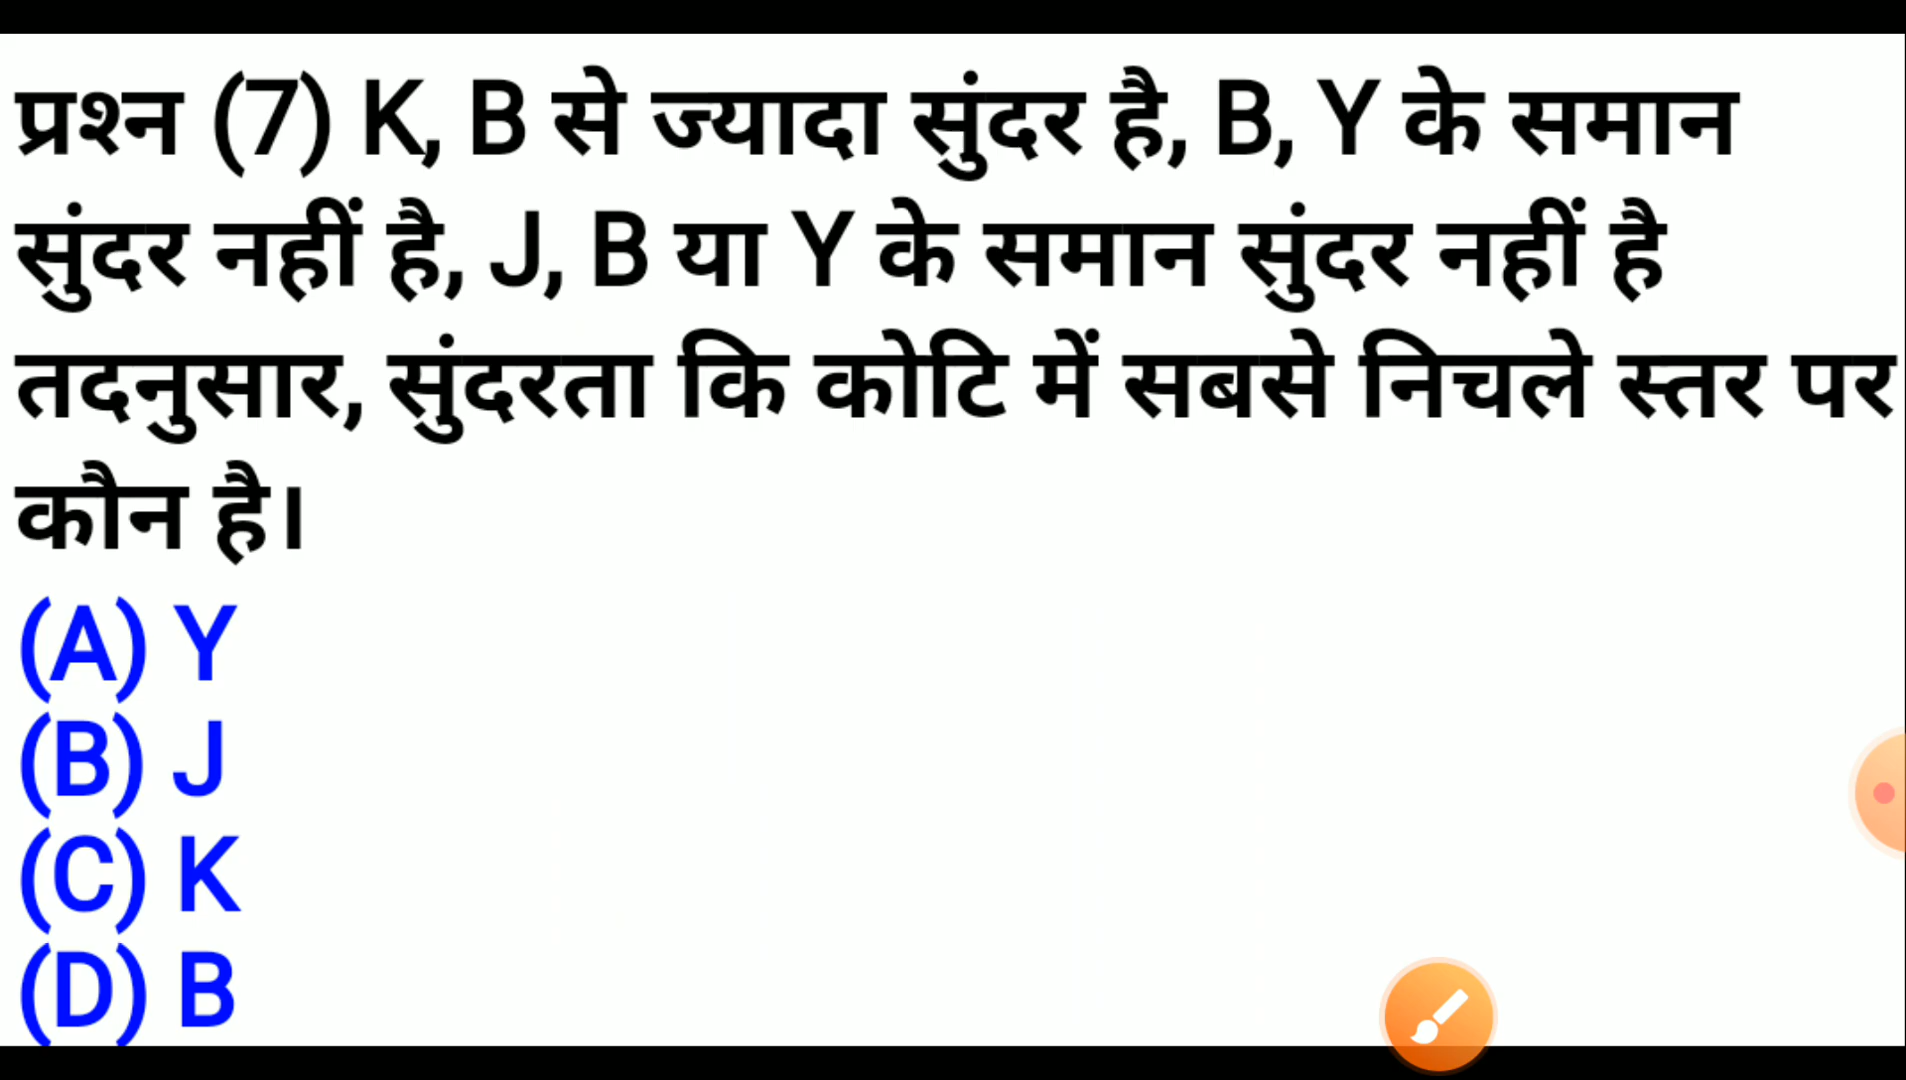 प्रश्न (7) K, B से ज्यादा सुंदर है, B, Y के समान
सुंदर नहीं है, J, B या Y के समान सुंदर नहीं है
तदनुसार, सुंदरता कि कोटि में सबसे निचले स्तर पर
कौन है।
(A) Y
(B) J
(C) K
(D) B